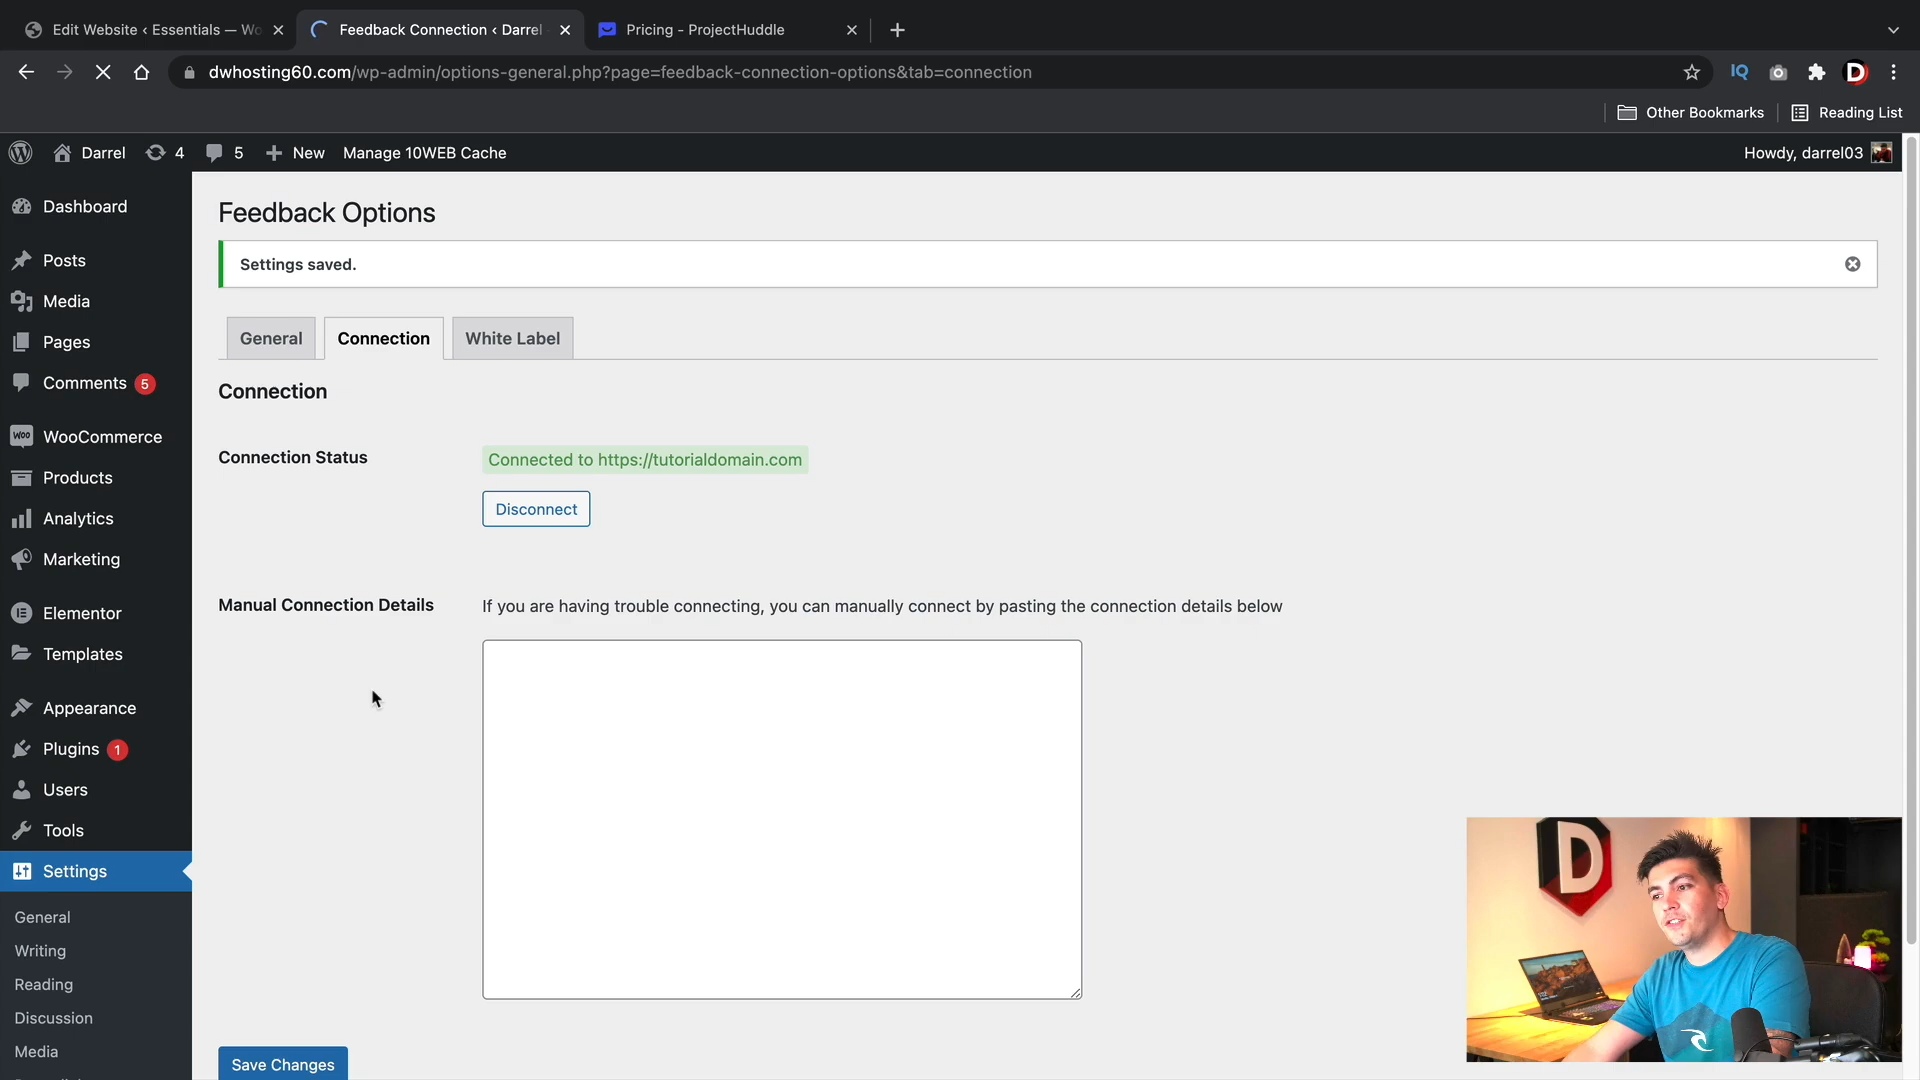 Edit Website ‹ Essentials — Wo
Feedback Connection ‹ Darrel
Pricing - ProjectHuddle
dwhosting60.com/wp-admin/options-general.php?page=feedback-connection-options&tab=connection
IQ
D
Other Bookmarks
Reading List
Darrel
4
5
New
Manage 10WEB Cache
Howdy, darrel03
Dashboard
Posts
Media
Pages
Comments 5
WooCommerce
Products
Analytics
Marketing
Elementor
Templates
Appearance
Plugins 1
Users
Tools
Settings
General
Writing
Reading
Discussion
Media
Feedback Options
Settings saved.
General
Connection
White Label
Connection
Connection Status
Connected to https://tutorialdomain.com
Disconnect
Manual Connection Details
If you are having trouble connecting, you can manually connect by pasting the connection details below
Save Changes
D